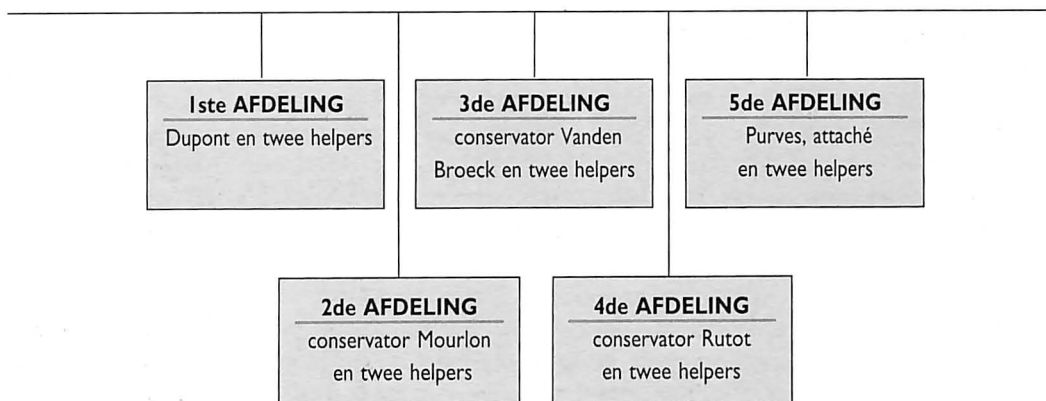 1ste AFDELING
Dupont en twee helpers
3de AFDELING
conservator Vanden
Broeck en twee helpers
5de AFDELING
Purves, attaché
en twee helpers
2de AFDELING
conservator Mourlon
en twee helpers
4de AFDELING
conservator Rutot
en twee helpers